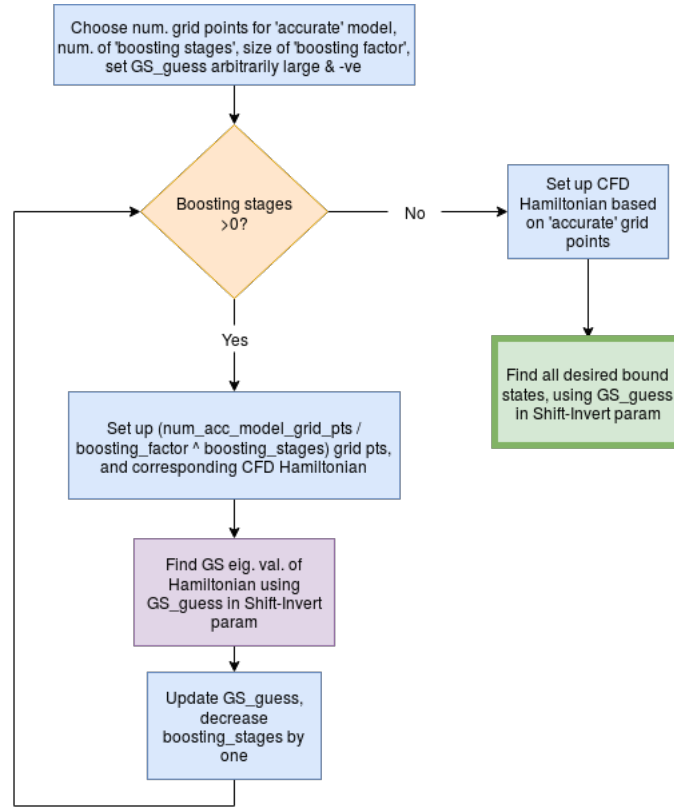 Choose num. grid points for 'accurate' model,
num. of 'boosting stages', size of 'boosting factor',
set GS_guess arbitrarily large & -ve
Boosting stages
>0?
No
Set up CFD
Hamiltonian based
on 'accurate' grid
points
Yes
Find all desired bound
states, using GS_guess
in Shift-Invert param
Set up (num_acc_model_grid_pts /
boosting_factor ^ boosting_stages) grid pts,
and corresponding CFD Hamiltonian
Find GS eig. val. of
Hamiltonian using
GS_guess in Shift-Invert
param
Update GS_guess,
decrease
boosting_stages by
one